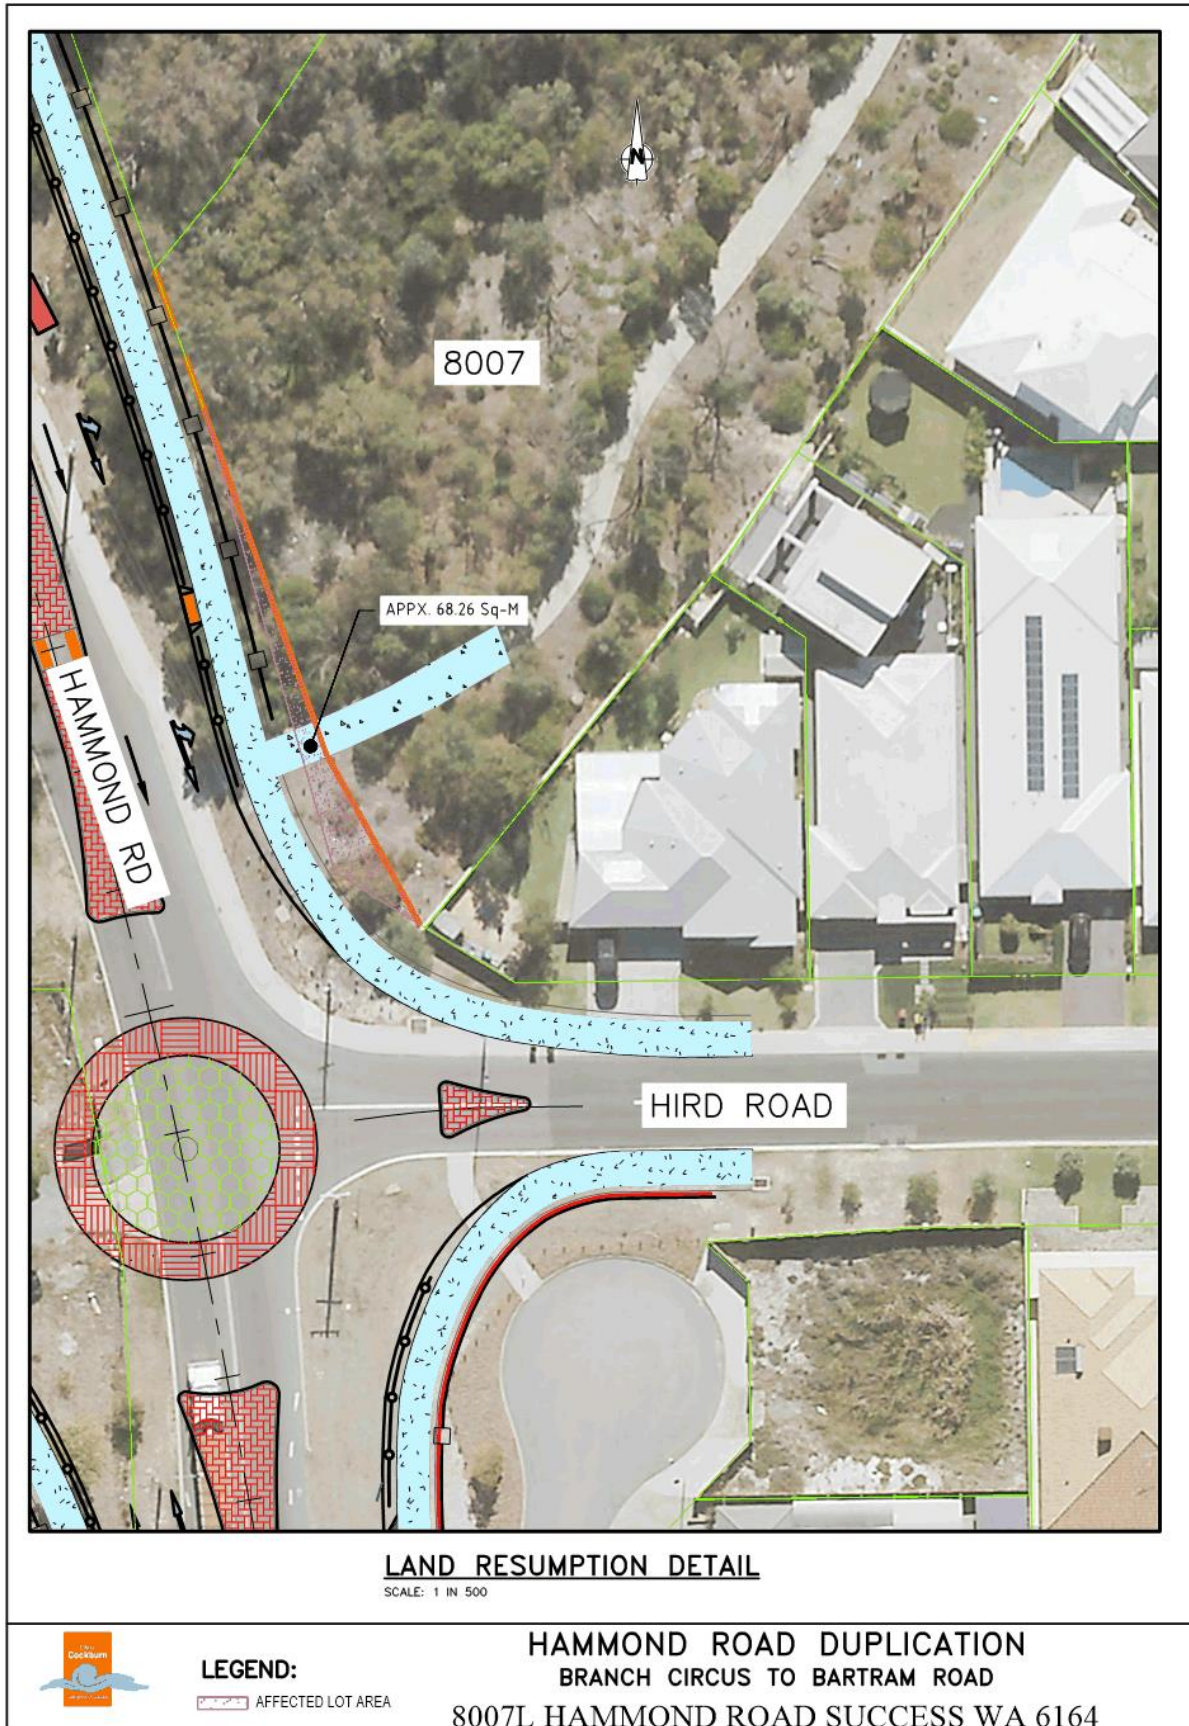 N
8007
APPX. 68.26 Sq-M
HAMMOND RD
HIRD ROAD
LAND RESUMPTION DETAIL
SCALE: 1 IN 500
Cockburn
LEGEND:
AFFECTED LOT AREA
HAMMOND ROAD DUPLICATION
BRANCH CIRCUS TO BARTRAM ROAD
8007L HAMMOND ROAD SUCCESS WA 6164